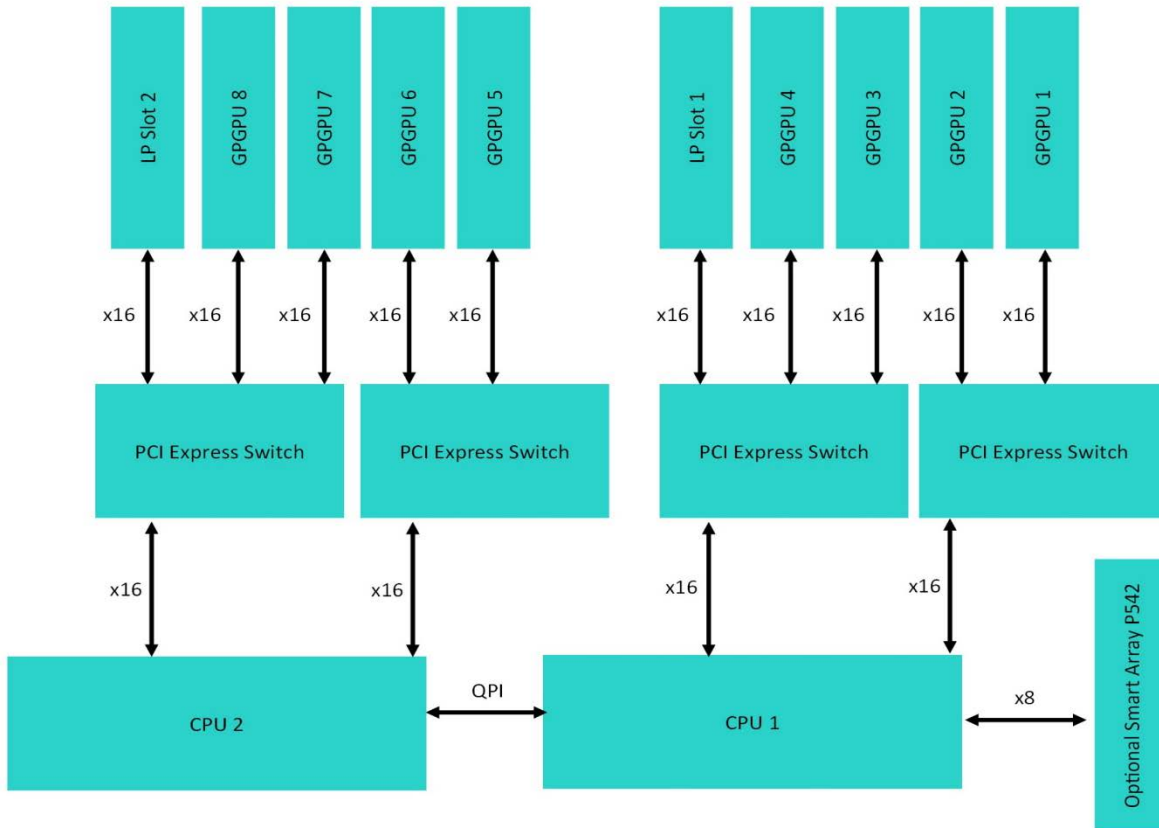 LP Slot 2
GPGPU 8
GPGPU 7
GPGPU 6
GPGPU 5
LP Slot 1
GPGPU 4
GPGPU 3
GPGPU 2
GPGPU 1
x16
x16
x16
x16
x16
x16
x16
x16
x16
x16
PCI Express Switch
PCI Express Switch
PCI Express Switch
PCI Express Switch
x16
x16
x16
x16
CPU 2
QPI
CPU 1
x8
Optional Smart Array P542